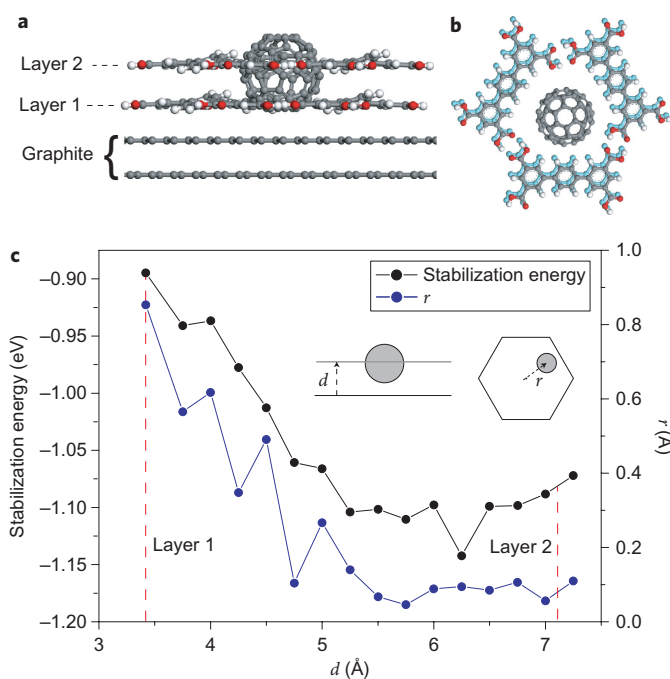 a
Layer 2
Layer 1
Graphite {
b
c
−0.90
−0.95
−1.00
−1.05
−1.10
−1.15
−1.20
Stabilization energy (eV)
Stabilization energy
r
d
r
Layer 1
Layer 2
1.0
0.8
0.6
0.4
0.2
0.0
r (Å)
3 4 5 6 7
d (Å)